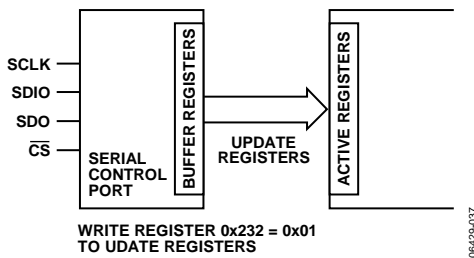 SCLK
SDIO
SDO
CS
SERIAL
CONTROL
PORT
BUFFER REGISTERS
UPDATE
REGISTERS
ACTIVE REGISTERS
WRITE REGISTER 0x232 = 0x01
TO UDATE REGISTERS
06429-037